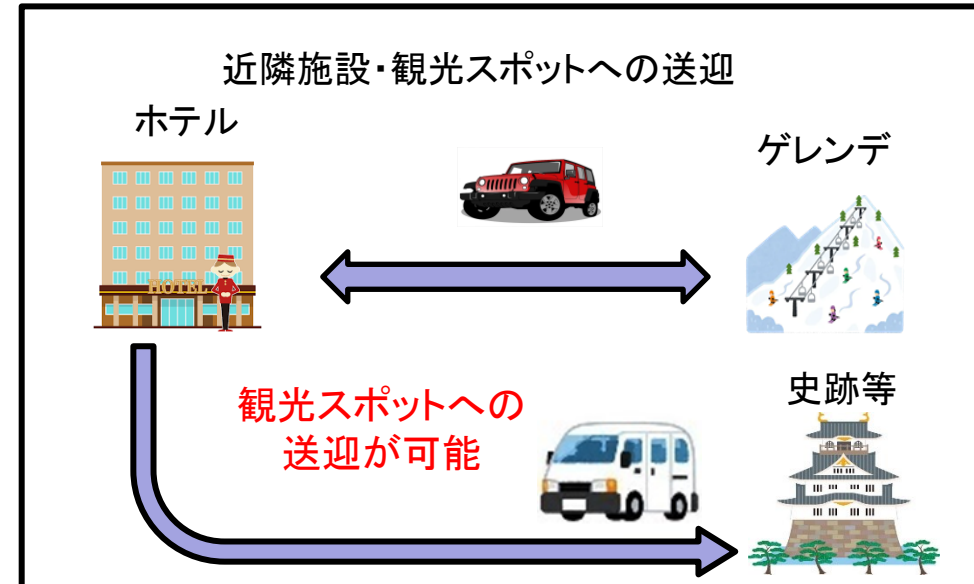 近隣施設・観光スポットへの送迎
ホテル
ゲレンデ
HOTEL
史跡等
観光スポットへの
送迎が可能